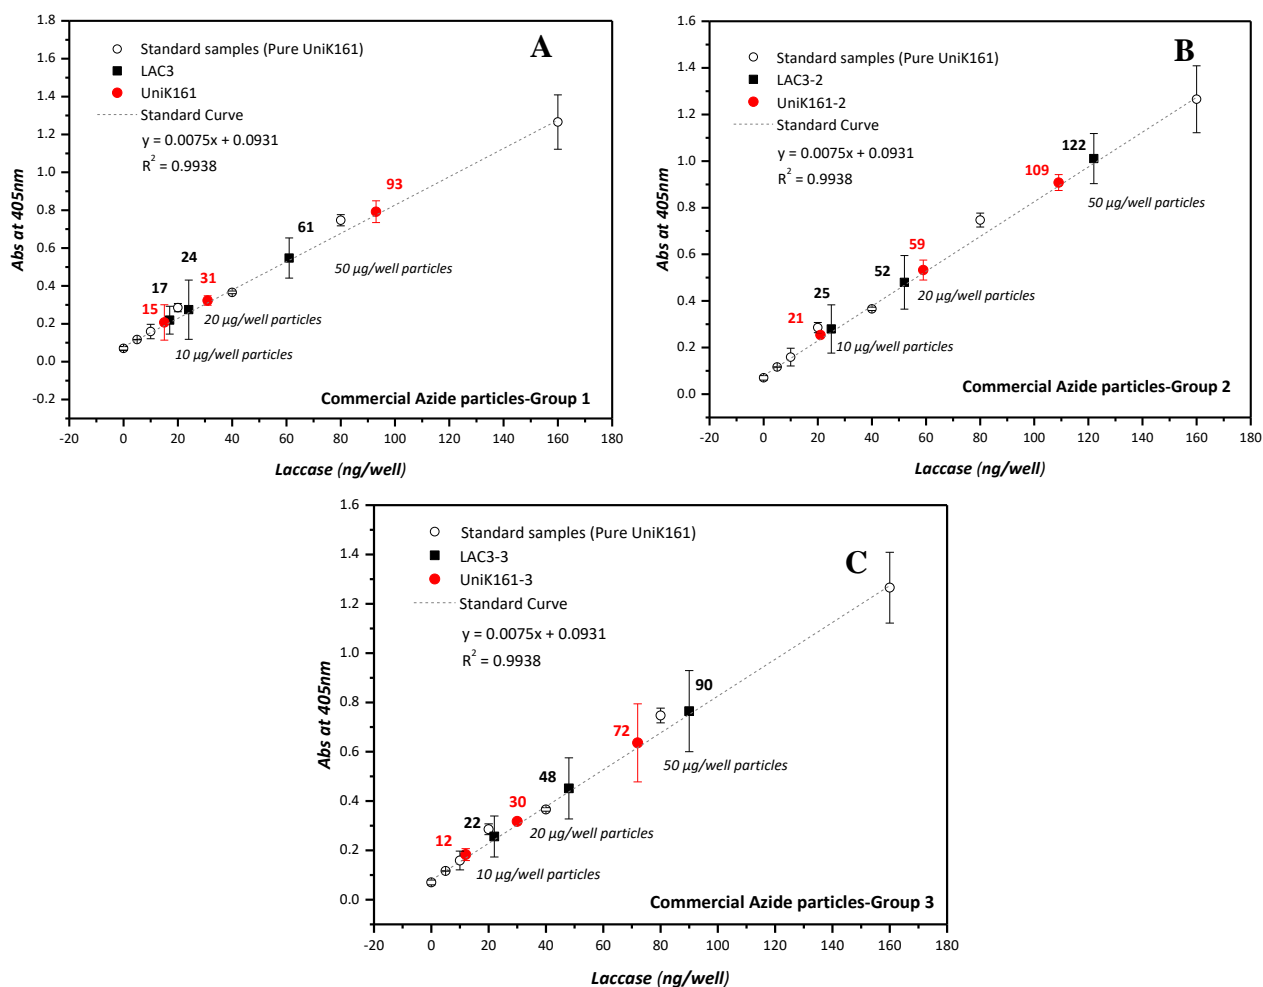 A
Standard samples (Pure UniK161)
LAC3
UniK161
Standard Curve
y = 0.0075x + 0.0931
R² = 0.9938
1.8
1.6
1.4
1.2
1.0
0.8
0.6
0.4
0.2
0.0
-0.2
Abs at 405nm
93
61
24
31
17
15
50 µg/well particles
20 µg/well particles
10 µg/well particles
Commercial Azide particles-Group 1
-20 0 20 40 60 80 100 120 140 160 180
Laccase (ng/well)
B
Standard samples (Pure UniK161)
LAC3-2
UniK161-2
Standard Curve
y = 0.0075x + 0.0931
R² = 0.9938
1.6
1.4
1.2
1.0
0.8
0.6
0.4
0.2
0.0
Abs at 405nm
122
109
59
52
25
21
50 µg/well particles
20 µg/well particles
10 µg/well particles
Commercial Azide particles-Group 2
-20 0 20 40 60 80 100 120 140 160 180
Laccase (ng/well)
C
Standard samples (Pure UniK161)
LAC3-3
UniK161-3
Standard Curve
y = 0.0075x + 0.0931
R² = 0.9938
1.6
1.4
1.2
1.0
0.8
0.6
0.4
0.2
0.0
Abs at 405nm
90
72
48
30
22
12
50 µg/well particles
20 µg/well particles
10 µg/well particles
Commercial Azide particles-Group 3
-20 0 20 40 60 80 100 120 140 160 180
Laccase (ng/well)